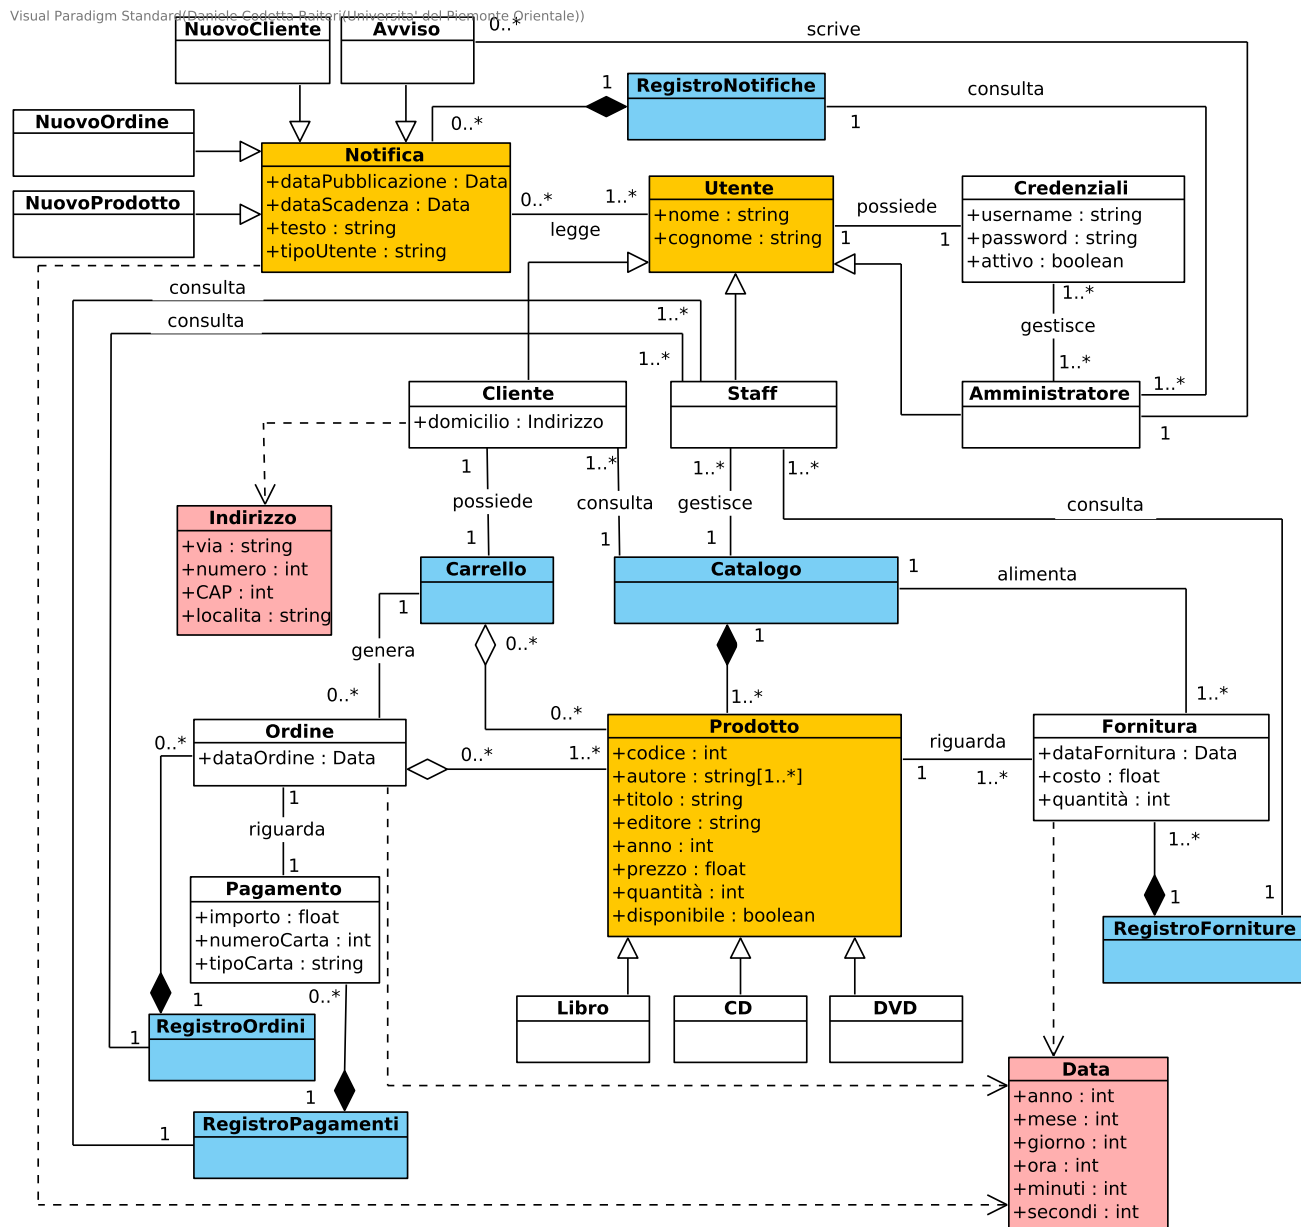 Visual Paradigm Standard(Daniele Codetta Raiteri(Universita' del Piemonte Orientale))
NuovoCliente
Avviso
0..*
scrive
RegistroNotifiche
1
consulta
1
0..*
NuovoOrdine
NuovoProdotto
Notifica
+dataPubblicazione : Data
+dataScadenza : Data
+testo : string
+tipoUtente : string
0..*
1..*
legge
Utente
+nome : string
+cognome : string
possiede
1
1
Credenziali
+username : string
+password : string
+attivo : boolean
1..*
gestisce
1..*
consulta
1..*
consulta
1..*
Cliente
+domicilio : Indirizzo
Staff
Amministratore
1..*
1
1
possiede
1
1..*
consulta
1
1..*
gestisce
1
1..*
consulta
Indirizzo
+via : string
+numero : int
+CAP : int
+localita : string
Carrello
Catalogo
1
alimenta
1..*
1
genera
0..*
0..*
0..*
1
1..*
Ordine
+dataOrdine : Data
0..*
0..*
1..*
Prodotto
+codice : int
+autore : string[1..*]
+titolo : string
+editore : string
+anno : int
+prezzo : float
+quantità : int
+disponibile : boolean
riguarda
1
1..*
Fornitura
+dataFornitura : Data
+costo : float
+quantità : int
1
riguarda
1
Pagamento
+importo : float
+numeroCarta : int
+tipoCarta : string
1..*
1
1
RegistroForniture
0..*
1
RegistroOrdini
1
Libro
CD
DVD
1
RegistroPagamenti
1
Data
+anno : int
+mese : int
+giorno : int
+ora : int
+minuti : int
+secondi : int